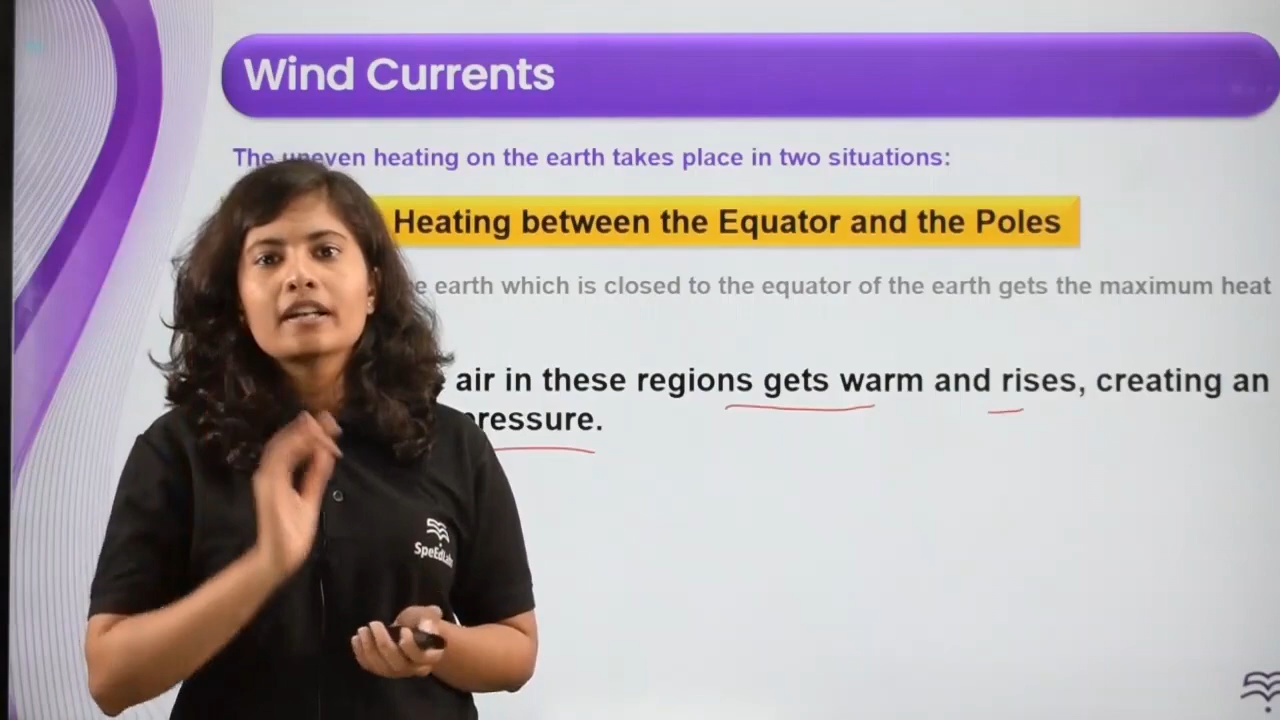 Wind Currents
The uneven heating on the earth takes place in two situations:
Heating between the Equator and the Poles
earth which is closed to the equator of the earth gets the maximum heat
air in these regions gets warm and rises, creating an
pressure.
SpeEdLabs